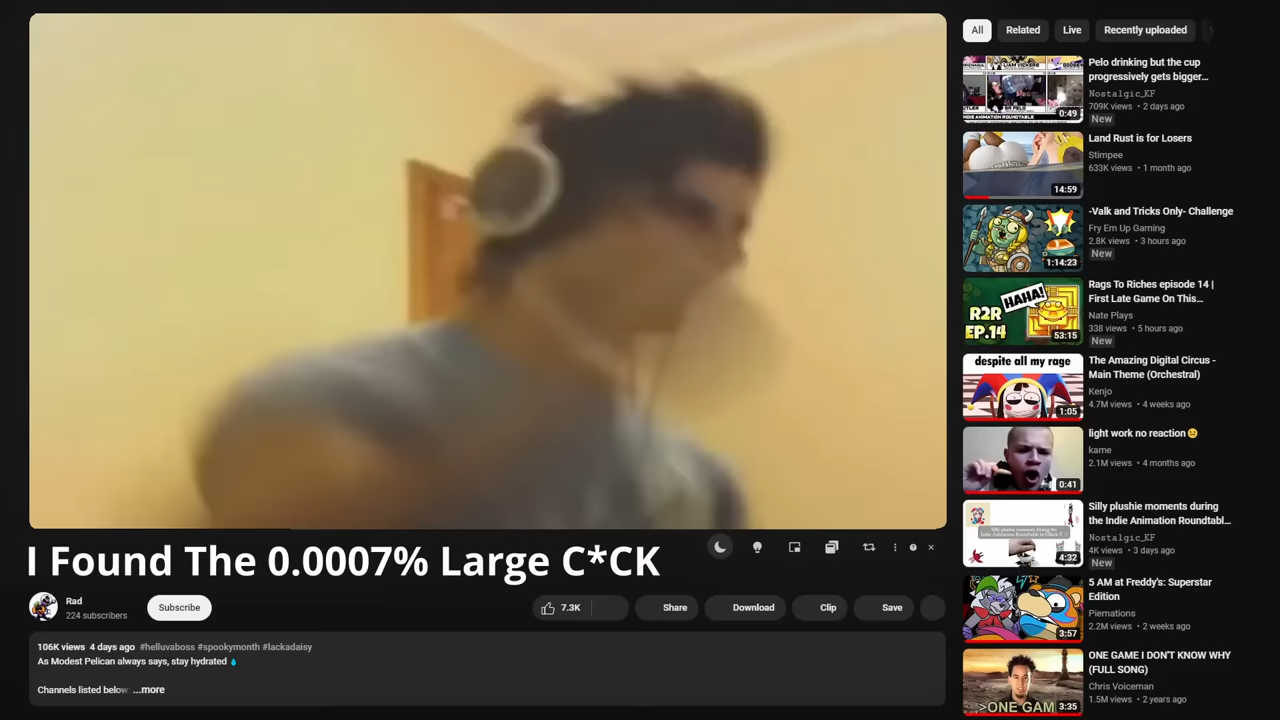 I Found The 0.0007% Large C*CK
Rad
224 subscribers
Subscribe
7.3K
Share
Download
Clip
Save
106K views 4 days ago #helluvaboss #spookymonth #lackadaisy
As Modest Pelican always says, stay hydrated 💧
Channels listed below: ...more
All
Related
Live
Recently uploaded
Pelo drinking but the cup
progressively gets bigger...
Nostalgic_KF
709K views • 2 days ago
New
0:49
Land Rust is for Losers
Stimpee
633K views • 1 month ago
14:59
-Valk and Tricks Only- Challenge
Fry Em Up Gaming
2.8K views • 3 hours ago
New
1:14:23
Rags To Riches episode 14 |
First Late Game On This...
Nate Plays
338 views • 5 hours ago
New
HAHA!
R2R
EP.14
53:15
The Amazing Digital Circus -
Main Theme (Orchestral)
Kenjo
4.7M views • 4 weeks ago
despite all my rage
1:05
light work no reaction😐
kame
2.1M views • 4 months ago
0:41
Silly plushie moments during
the Indie Animation Roundtabl...
Nostalgic_KF
4K views • 3 days ago
New
4:32
5 AM at Freddy's: Superstar
Edition
Piemations
2.2M views • 2 weeks ago
3:57
ONE GAME I DON'T KNOW WHY
(FULL SONG)
Chris Voiceman
1.5M views • 2 years ago
>ONE GAM
3:35